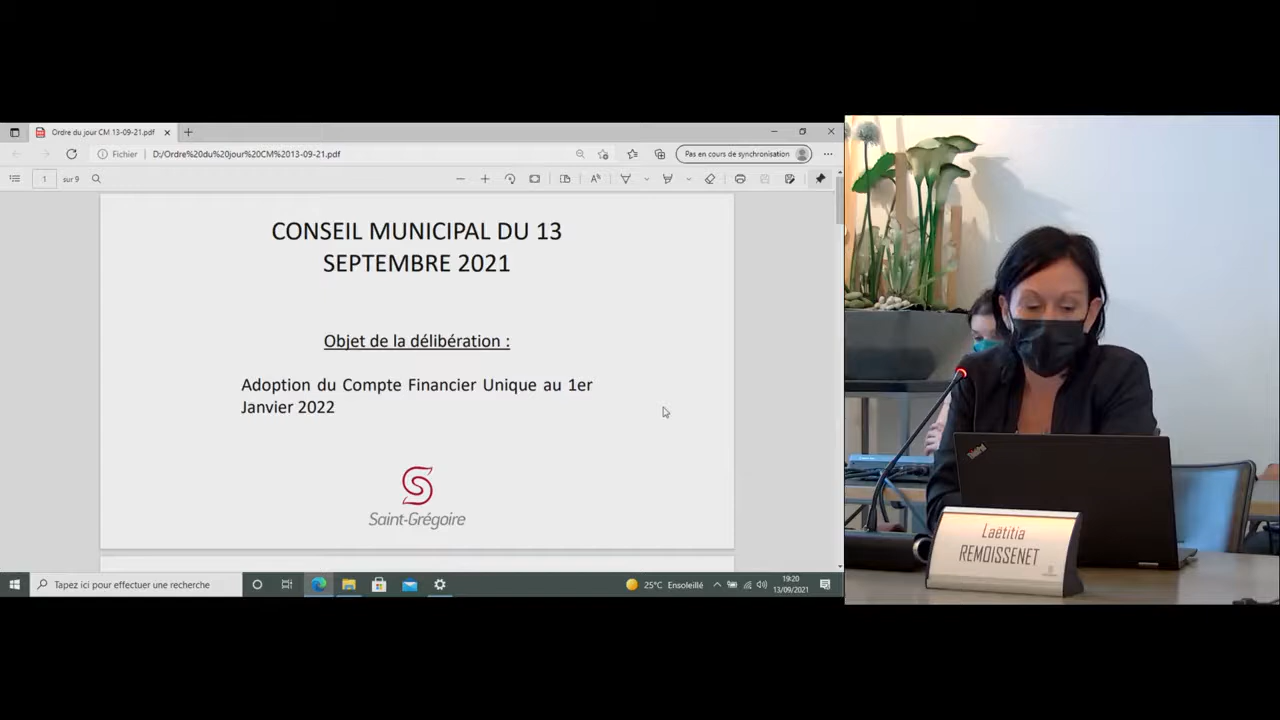 Ordre du jour CM 13-09-21.pdf
Fichier
D:/Ordre%20du%20jour%20CM%2013-09-21.pdf
Pas en cours de synchronisation
1
sur 9
CONSEIL MUNICIPAL DU 13
SEPTEMBRE 2021
Objet de la délibération :
Adoption du Compte Financier Unique au 1er
Janvier 2022
Saint-Grégoire
Tapez ici pour effectuer une recherche
25°C Ensoleillé
19:20
13/09/2021
ThinkPad
Laëtitia
REMOISSENET